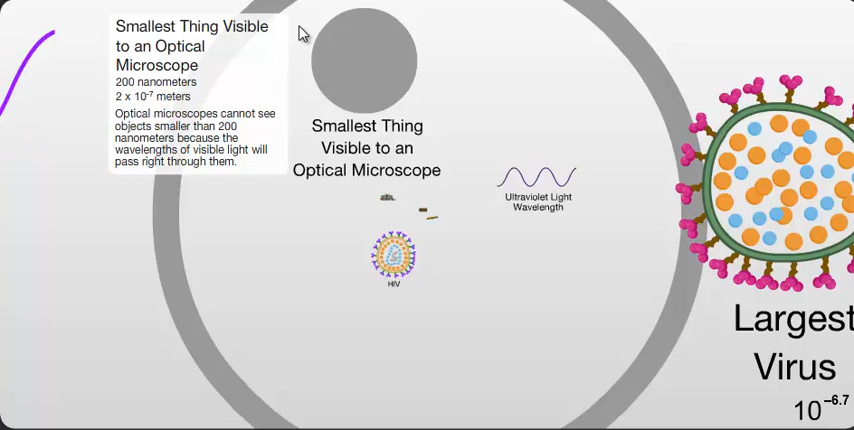 Smallest Thing Visible
to an Optical
Microscope
200 nanometers
2 x 10⁻⁷ meters
Optical microscopes cannot see
objects smaller than 200
nanometers because the
wavelengths of visible light will
pass right through them.
Smallest Thing
Visible to an
Optical Microscope
Ultraviolet Light
Wavelength
HIV
Largest
Virus
10⁻⁶·⁷